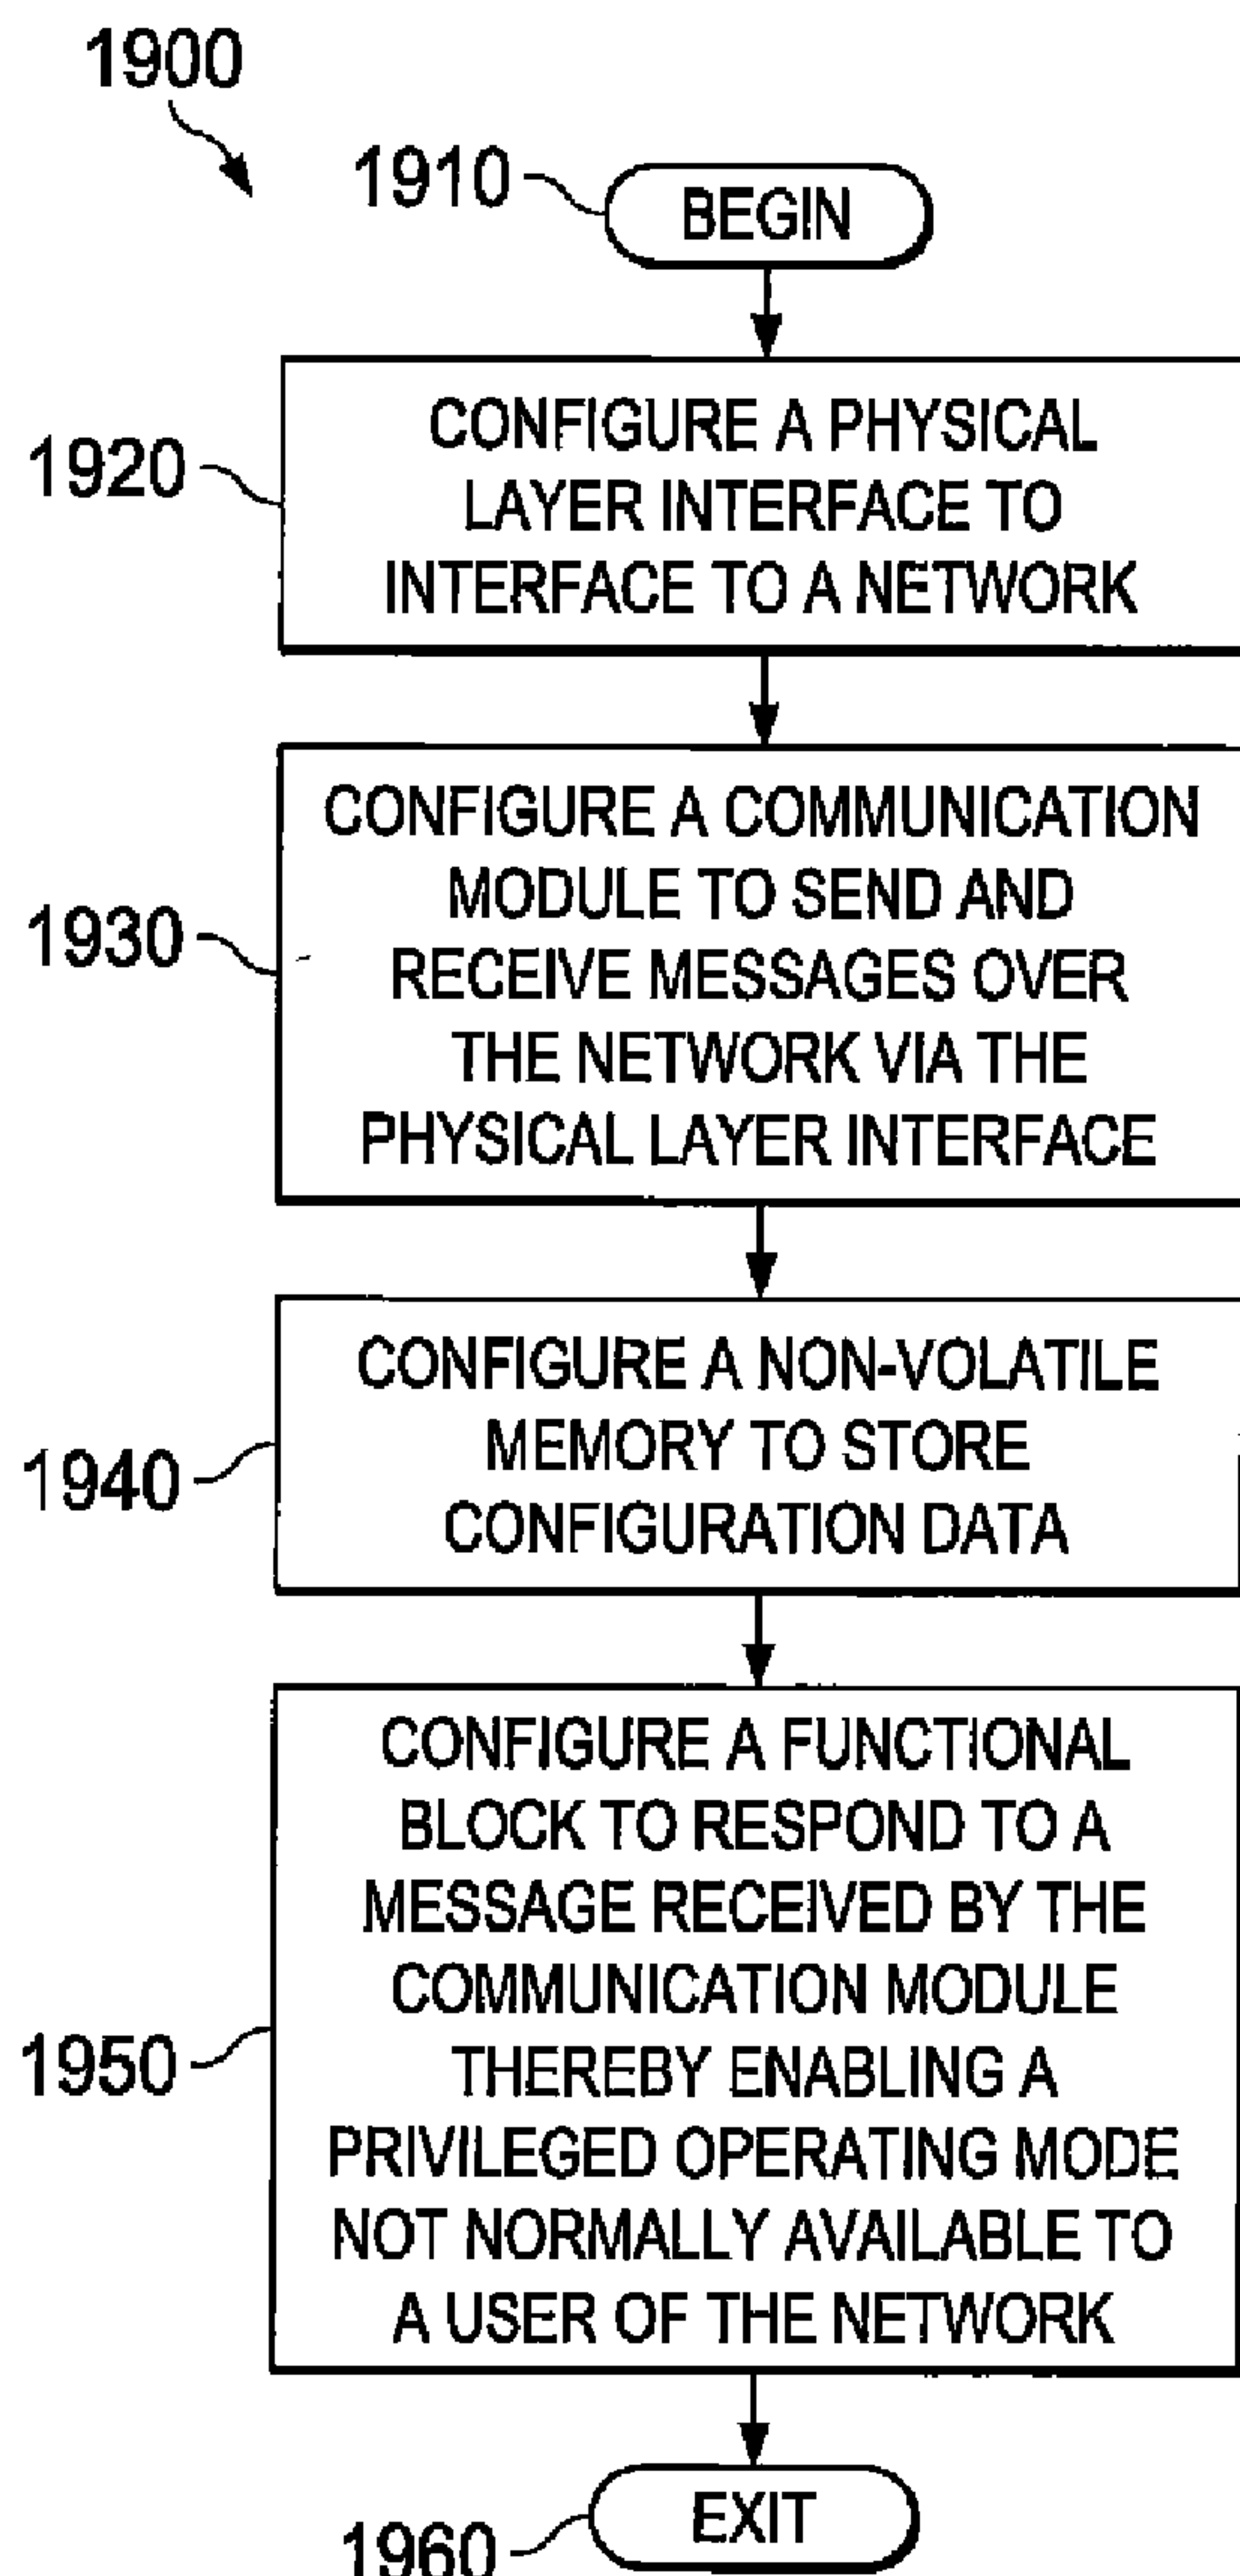 1900
1910
BEGIN
1920
CONFIGURE A PHYSICAL
LAYER INTERFACE TO
INTERFACE TO A NETWORK
1930
CONFIGURE A COMMUNICATION
MODULE TO SEND AND
RECEIVE MESSAGES OVER
THE NETWORK VIA THE
PHYSICAL LAYER INTERFACE
1940
CONFIGURE A NON-VOLATILE
MEMORY TO STORE
CONFIGURATION DATA
1950
CONFIGURE A FUNCTIONAL
BLOCK TO RESPOND TO A
MESSAGE RECEIVED BY THE
COMMUNICATION MODULE
THEREBY ENABLING A
PRIVILEGED OPERATING MODE
NOT NORMALLY AVAILABLE TO
A USER OF THE NETWORK
1960
EXIT